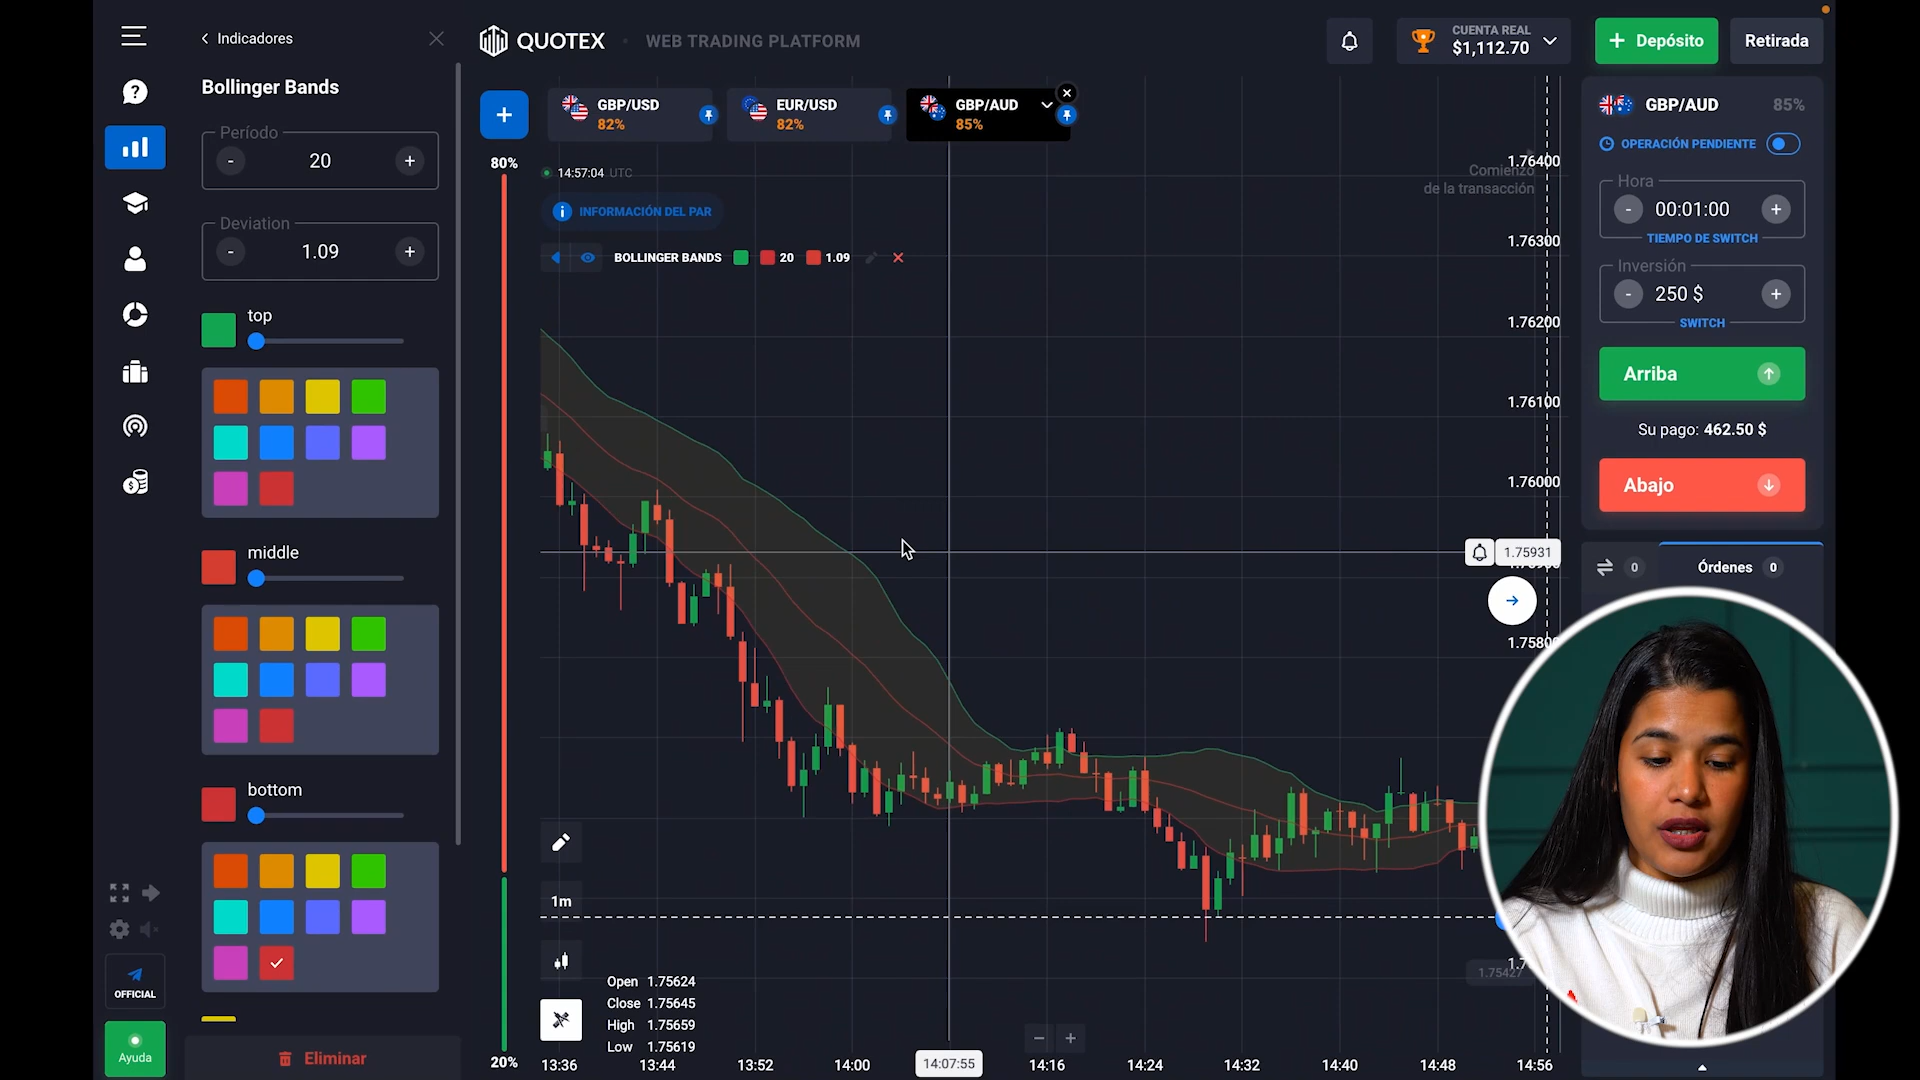 Indicadores
QUOTEX
WEB TRADING PLATFORM
CUENTA REAL
$1,112.70
+ Depósito
Retirada
Bollinger Bands
Período
- 20 +
Deviation
- 1.09 +
top
middle
bottom
Eliminar
OFFICIAL
Ayuda
+
GBP/USD
82%
EUR/USD
82%
GBP/AUD
85%
80%
20%
14:57:04 UTC
INFORMACIÓN DEL PAR
BOLLINGER BANDS 20 1.09
Comienzo
de la transacción
1.76400
1.76300
1.76200
1.76100
1.76000
1.75931
1.7580
1.75427
1m
Open 1.75624
Close 1.75645
High 1.75659
Low 1.75619
13:36 13:44 13:52 14:00 14:07:55 14:16 14:24 14:32 14:40 14:48 14:56
GBP/AUD 85%
OPERACIÓN PENDIENTE
Hora
- 00:01:00 +
TIEMPO DE SWITCH
Inversión
- 250 $ +
SWITCH
Arriba
Su pago: 462.50 $
Abajo
0
Órdenes 0